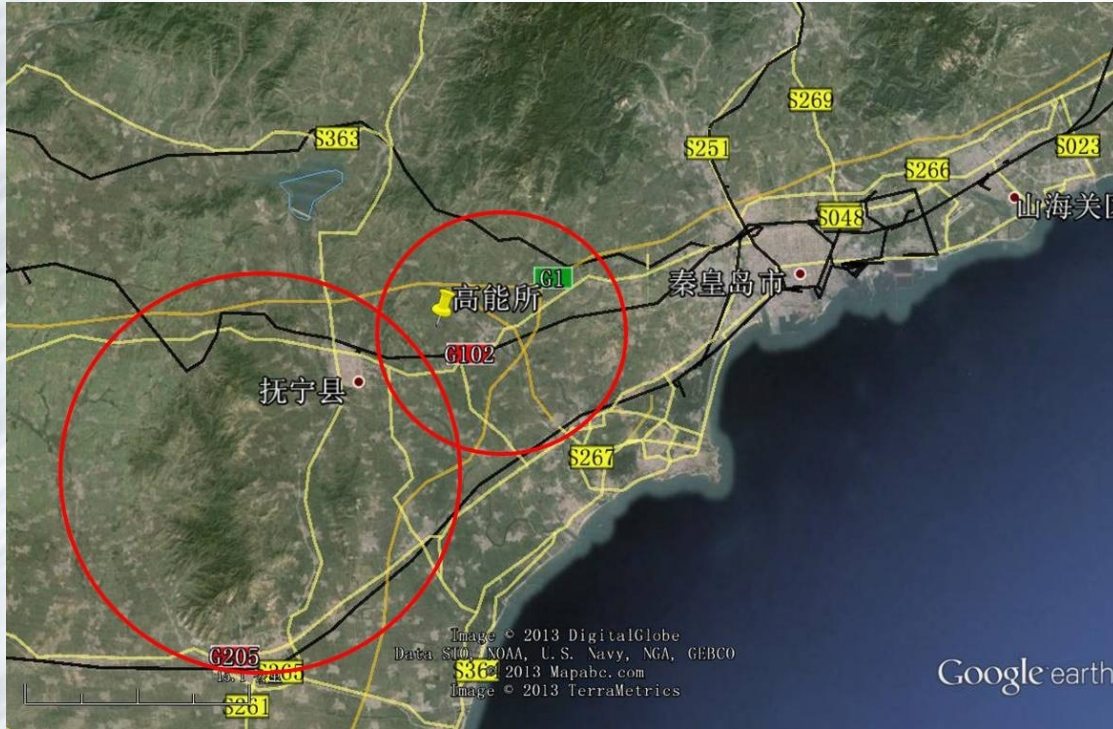 S269
S363
S251
S023
S266
山海关区
S048
G1
秦皇岛市
高能所
G102
抚宁县
S267
Image © 2013 DigitalGlobe
Data SIO, NOAA, U.S. Navy, NGA, GEBCO
G205
© 2013 Mapabc.com
Image © 2013 TerraMetrics
Google earth
S261